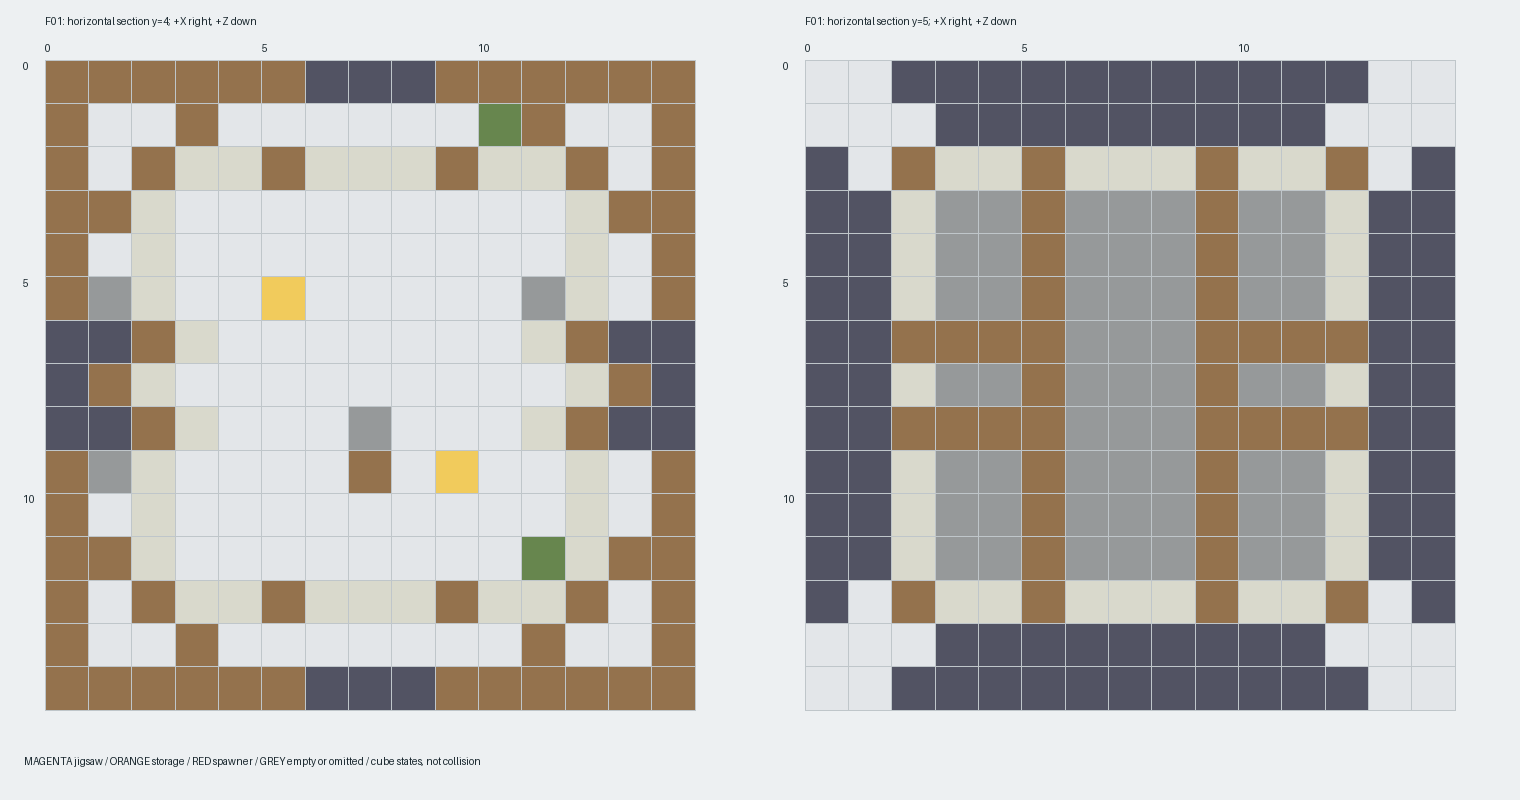 F01: horizontal section y=4; +X right, +Z down
F01: horizontal section y=5; +X right, +Z down
0 5 10
0 5 10
0
0
5
5
10
10
MAGENTA jigsaw / ORANGE storage / RED spawner / GREY empty or omitted / cube states, not collision